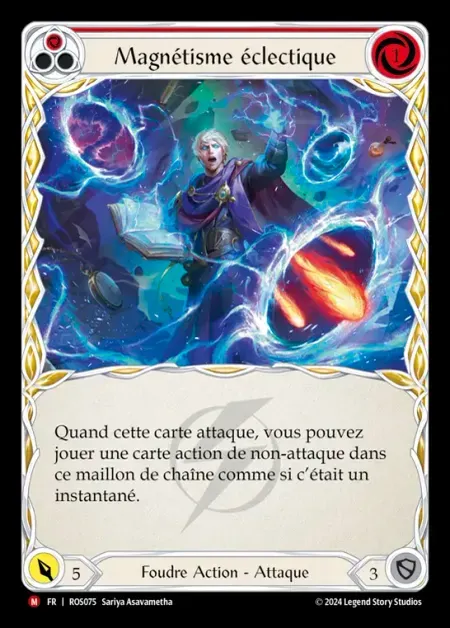 Magnétisme éclectique
1
Quand cette carte attaque, vous pouvez
jouer une carte action de non-attaque dans
ce maillon de chaîne comme si c'était un
instantané.
5
Foudre Action - Attaque
3
M FR | ROS075 Sariya Asavametha
© 2024 Legend Story Studios